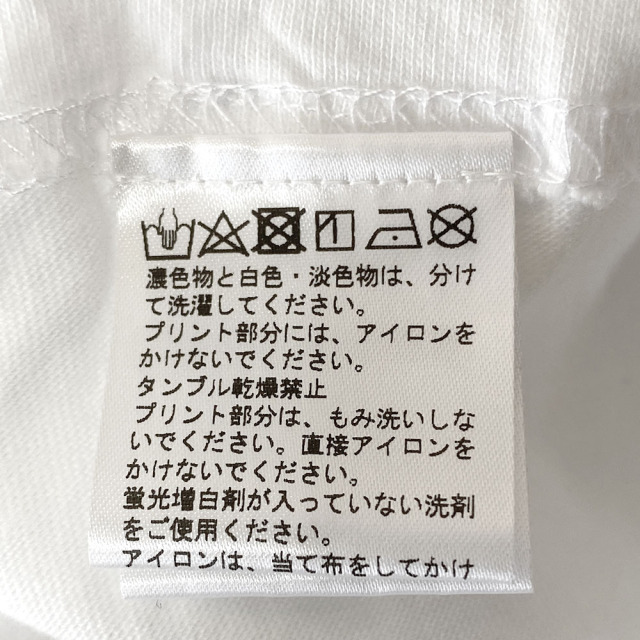 濃色物と白色・淡色物は、分け
て洗濯してください。
プリント部分には、アイロンを
かけないでください。
タンブル乾燥禁止
プリント部分は、もみ洗いしな
いでください。直接アイロンを
かけないでください。
蛍光増白剤が入っていない洗剤
をご使用ください。
アイロンは、当て布をしてかけ